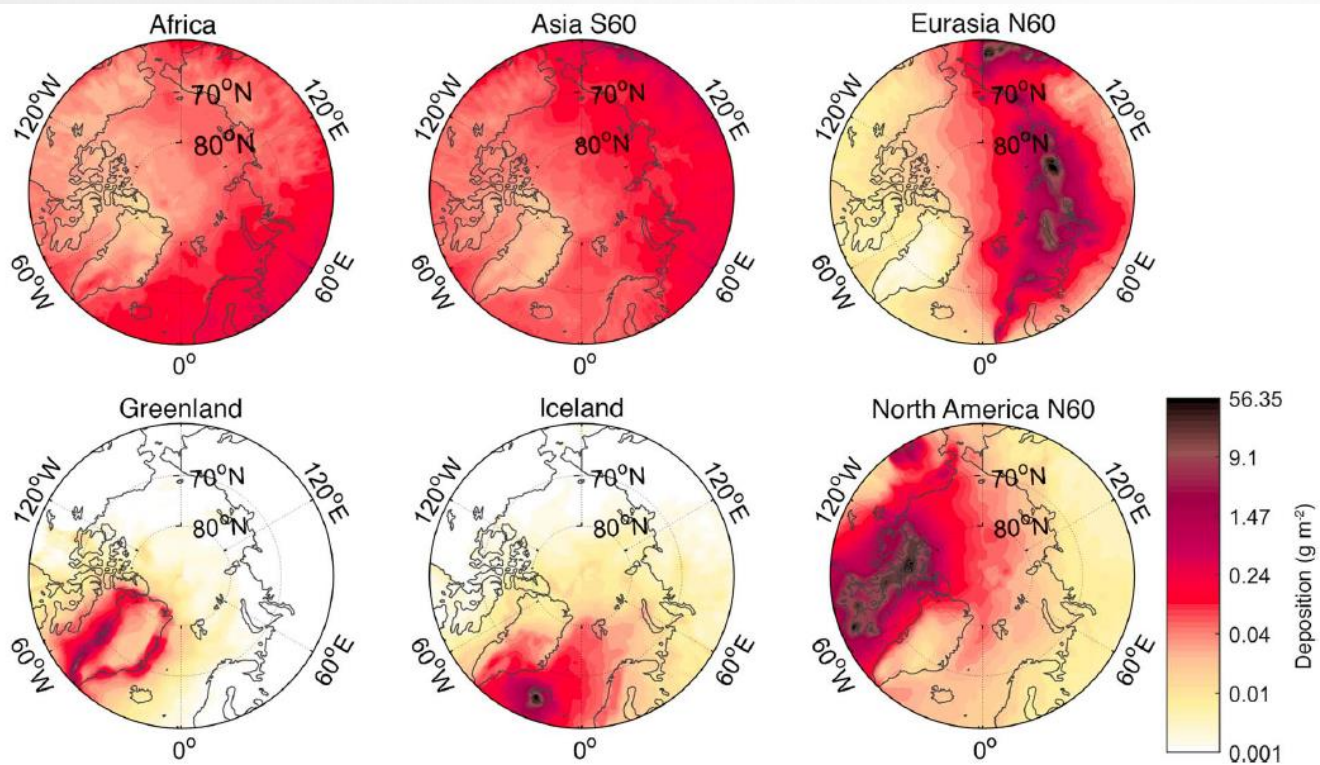 Africa
120°W
70°N
120°E
80°N
60°W
60°E
0°
Asia S60
120°W
70°N
120°E
80°N
60°W
60°E
0°
Eurasia N60
120°W
70°N
120°E
80°N
60°W
60°E
0°
Greenland
120°W
70°N
120°E
80°N
60°W
60°E
0°
Iceland
120°W
70°N
120°E
80°N
60°W
60°E
0°
North America N60
120°W
70°N
120°E
80°N
60°W
60°E
0°
56.35
9.1
1.47
0.24
0.04
0.01
0.001
Deposition (g m⁻²)